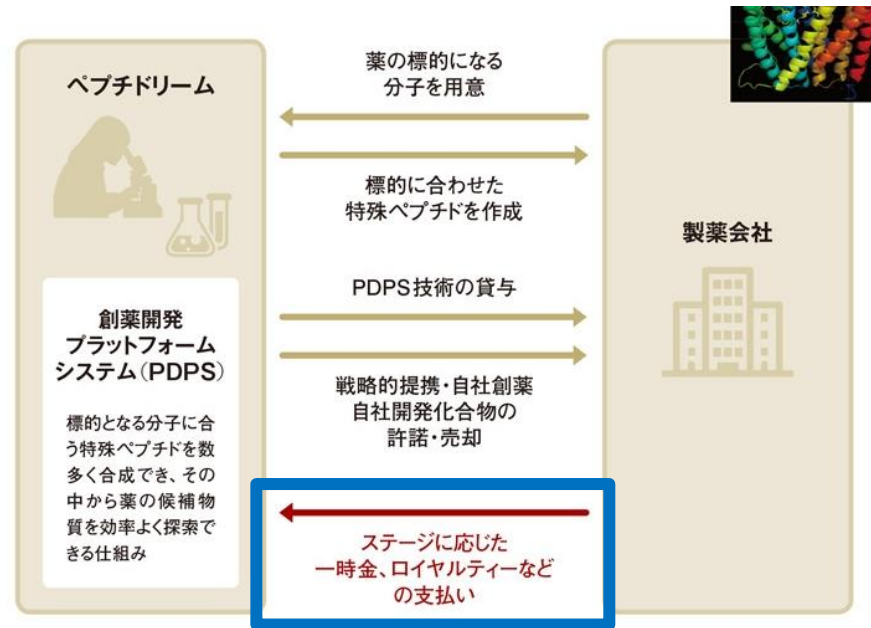 ペプチドリーム
創薬開発
プラットフォーム
システム（PDPS）
標的となる分子に合
う特殊ペプチドを数
多く合成でき、その
中から薬の候補物
質を効率よく探索で
きる仕組み
薬の標的になる
分子を用意
標的に合わせた
特殊ペプチドを作成
PDPS技術の貸与
戦略的提携・自社創薬
自社開発化合物の
許諾・売却
ステージに応じた
一時金、ロイヤルティーなど
の支払い
製薬会社